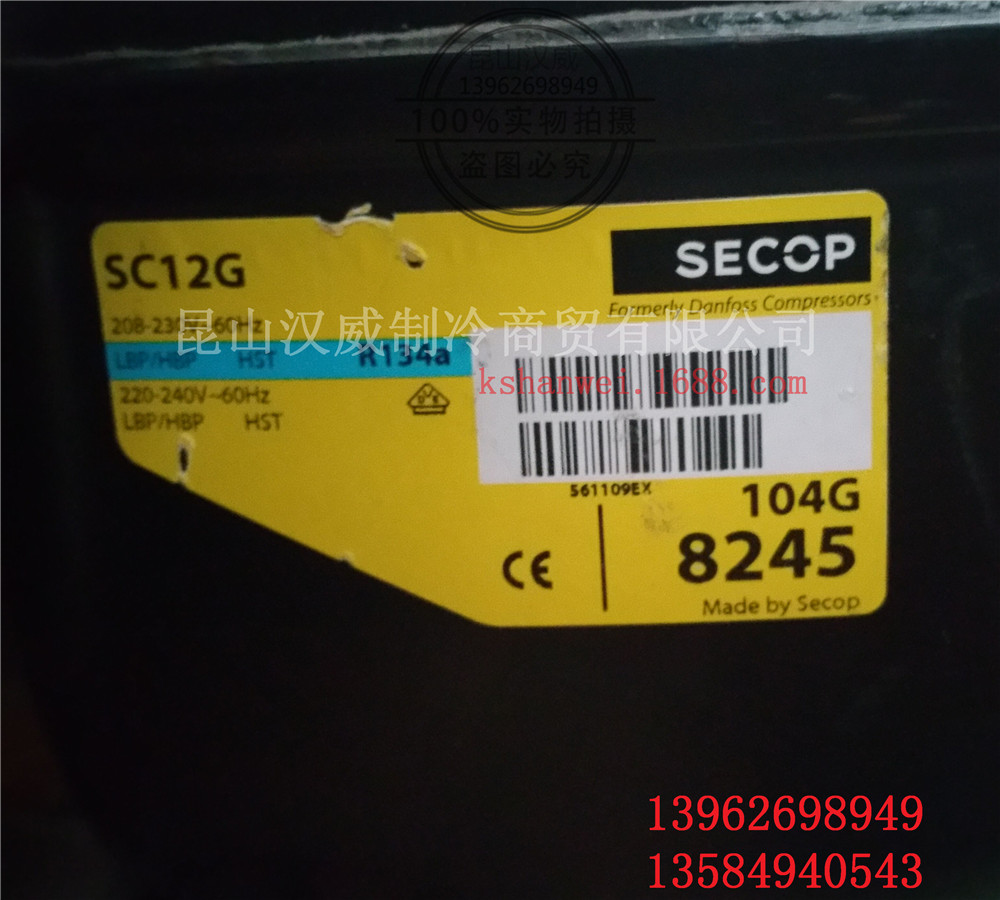 昆山汉威
13962698949
100%实物拍摄
盗图必究
SC12G
SECOP
Formerly Danfoss Compressors
昆山汉威制冷商贸有限公司
LBP/HBP HST R134a
kshanwei.1688.com
220-240V~60Hz
LBP/HBP HST
561109EX
104G
8245
CE
Made by Secop
13962698949
13584940543